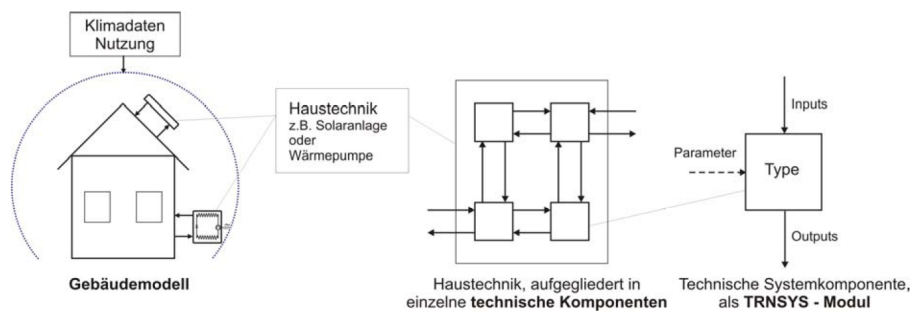 Klimadaten
Nutzung
Haustechnik
z.B. Solaranlage
oder
Wärmepumpe
Inputs
Parameter
Type
Outputs
Gebäudemodell
Haustechnik, aufgegliedert in
einzelne technische Komponenten
Technische Systemkomponente,
als TRNSYS - Modul